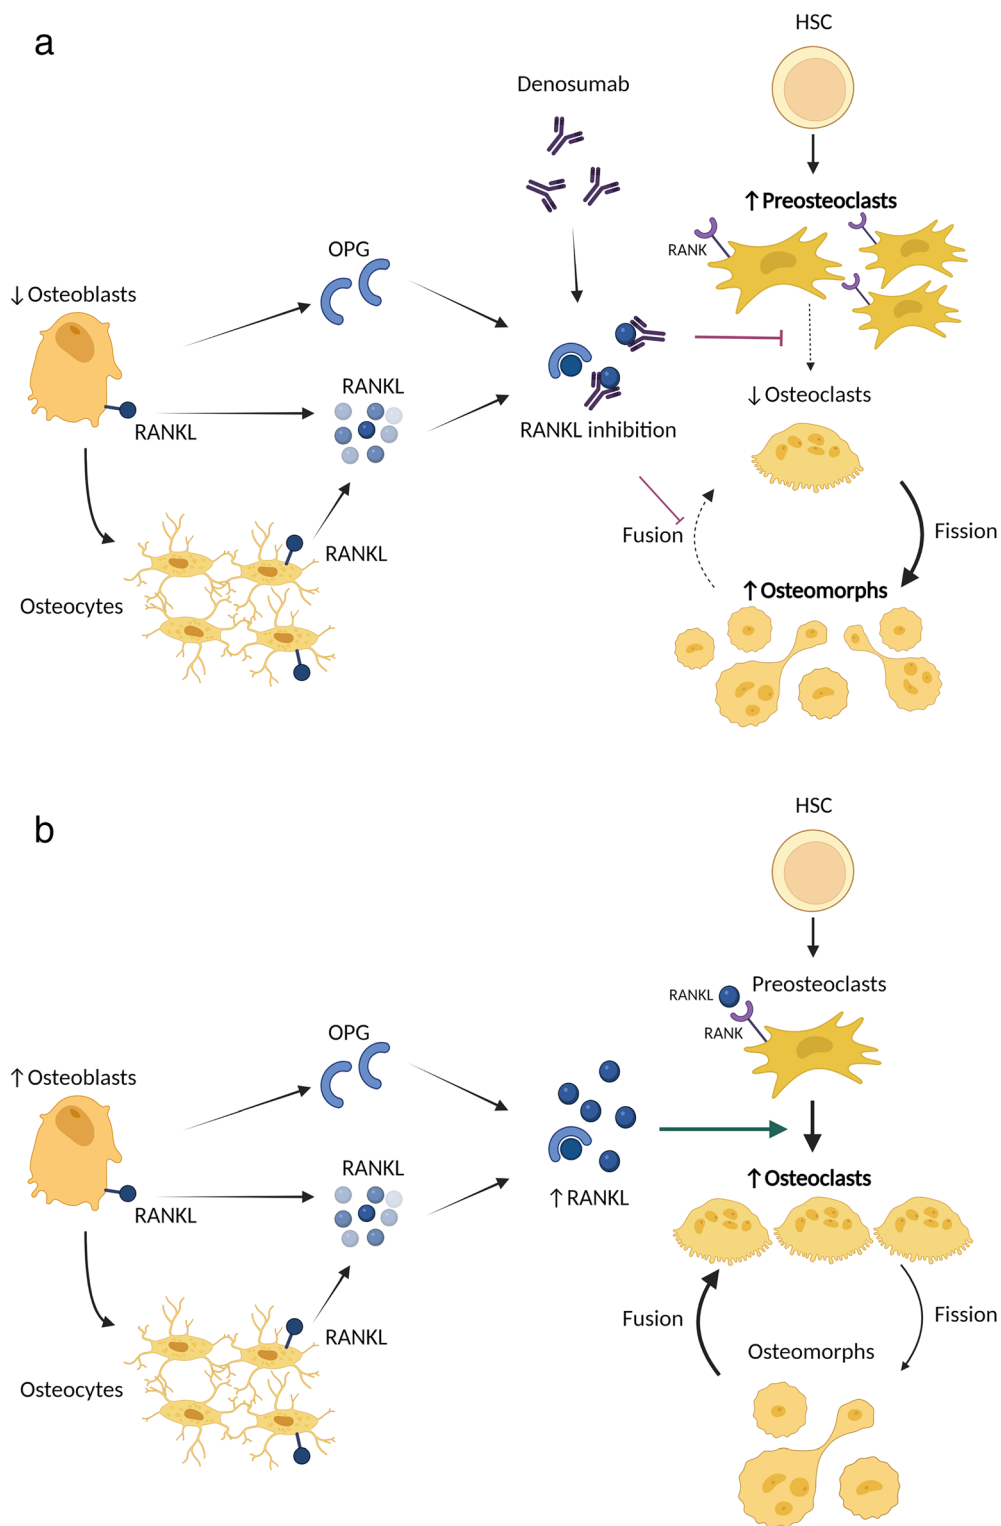 a
HSC
Denosumab
↑Preosteoclasts
OPG
RANK
↓Osteoblasts
RANKL
↓Osteoclasts
RANKL
RANKL inhibition
Fusion
Fission
RANKL
↑Osteomorphs
Osteocytes
b
HSC
Preosteoclasts
RANKL
OPG
RANK
↑Osteoblasts
RANKL
↑Osteoclasts
RANKL
↑RANKL
Fusion
Fission
RANKL
Osteomorphs
Osteocytes